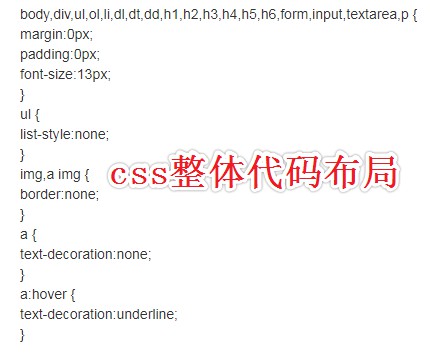 body,div,ul,ol,li,dl,dt,dd,h1,h2,h3,h4,h5,h6,form,input,textarea,p {
margin:0px;
padding:0px;
font-size:13px;
}
ul {
list-style:none;
}
img,a img {
border:none;
}
css整体代码布局
a {
text-decoration:none;
}
a:hover {
text-decoration:underline;
}